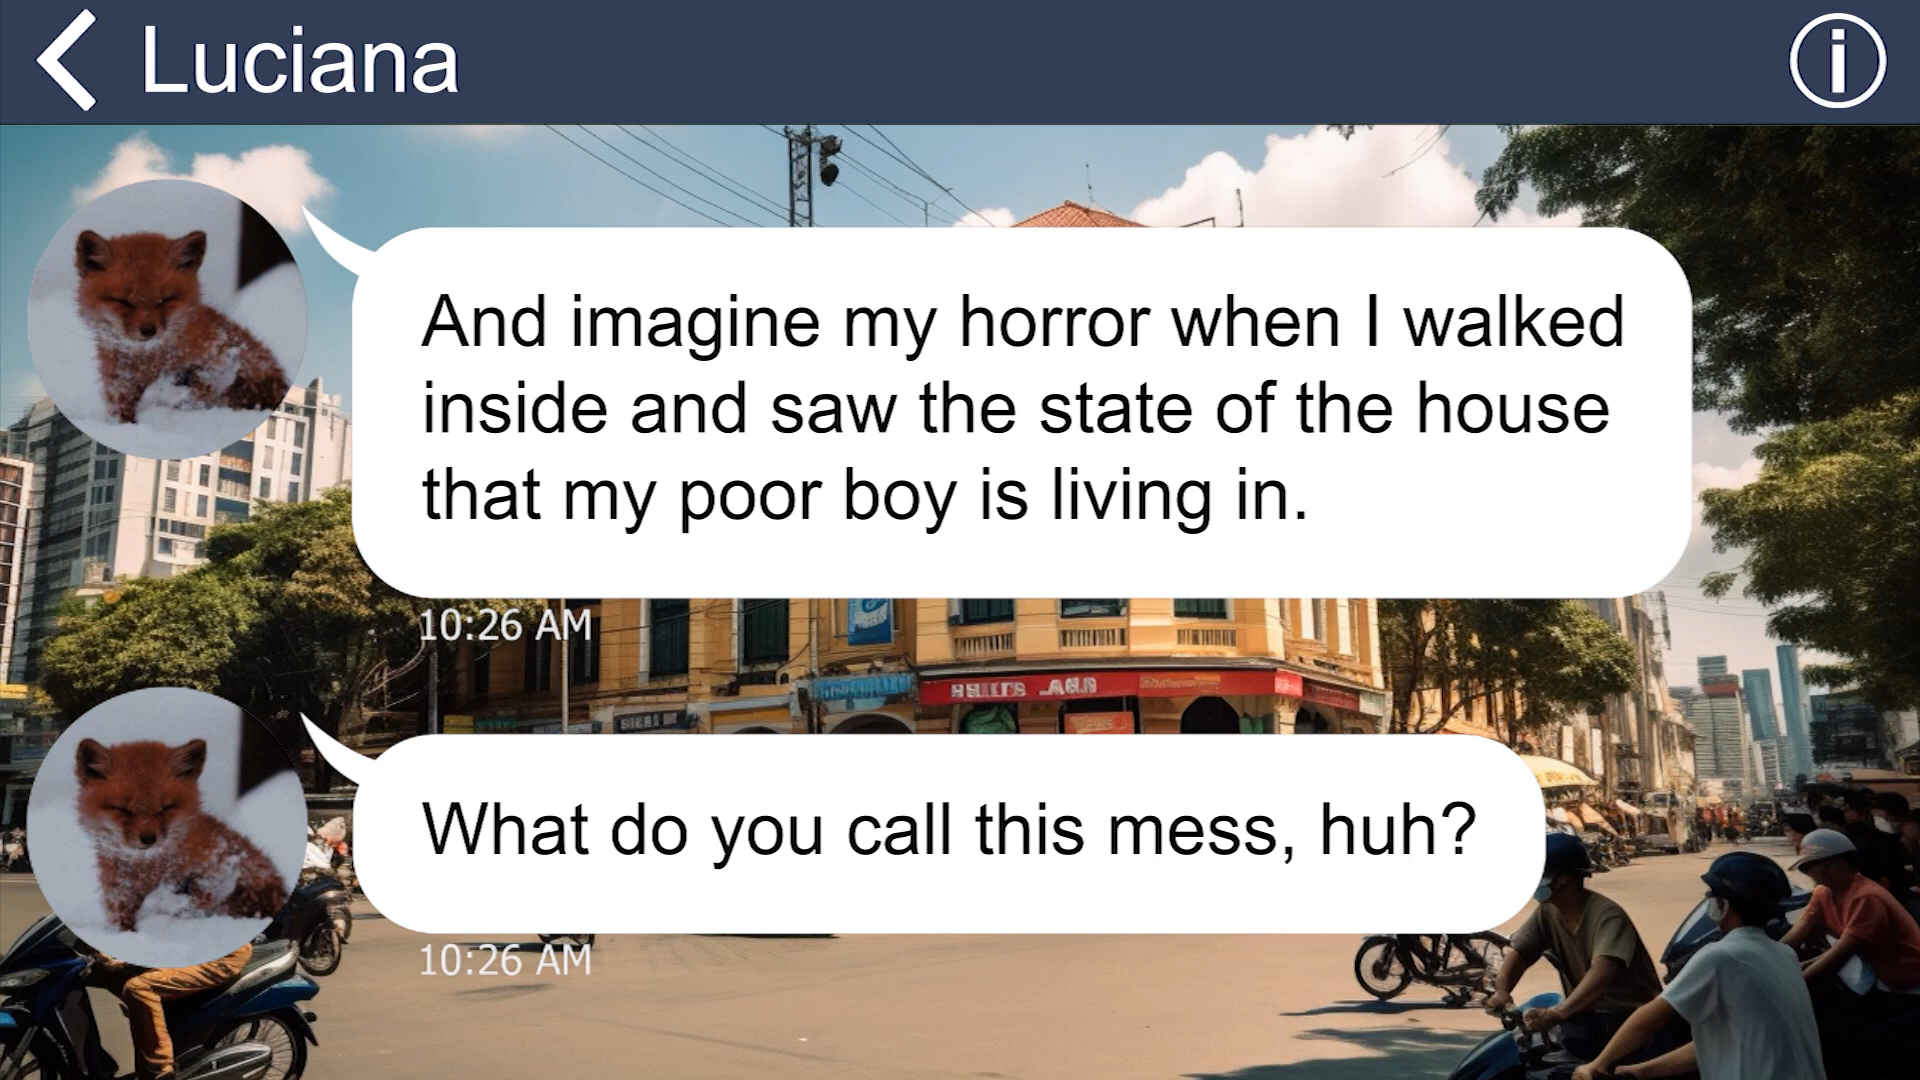 Luciana
And imagine my horror when I walked
inside and saw the state of the house
that my poor boy is living in.
10:26 AM
What do you call this mess, huh?
10:26 AM